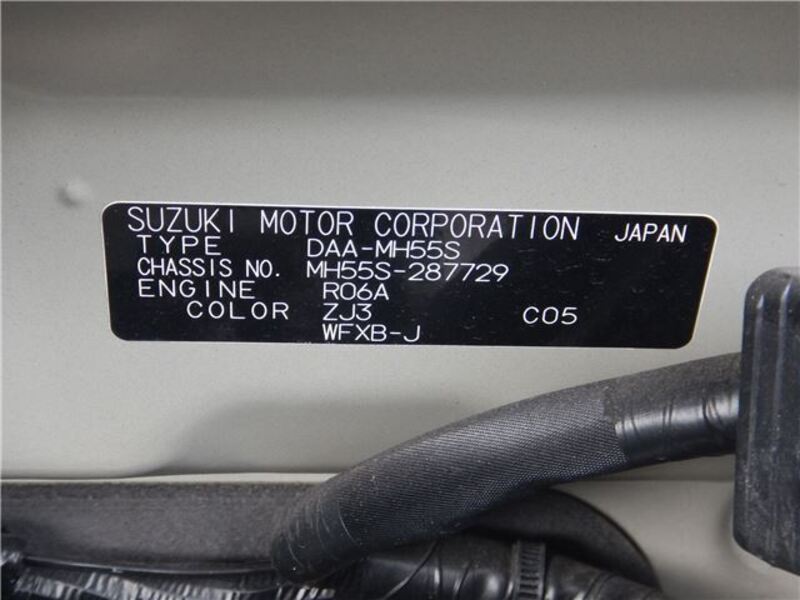 SUZUKI MOTOR CORPORATION JAPAN
TYPE DAA-MH55S
CHASSIS NO. MH55S-287729
ENGINE R06A
COLOR ZJ3 C05
WFXB-J